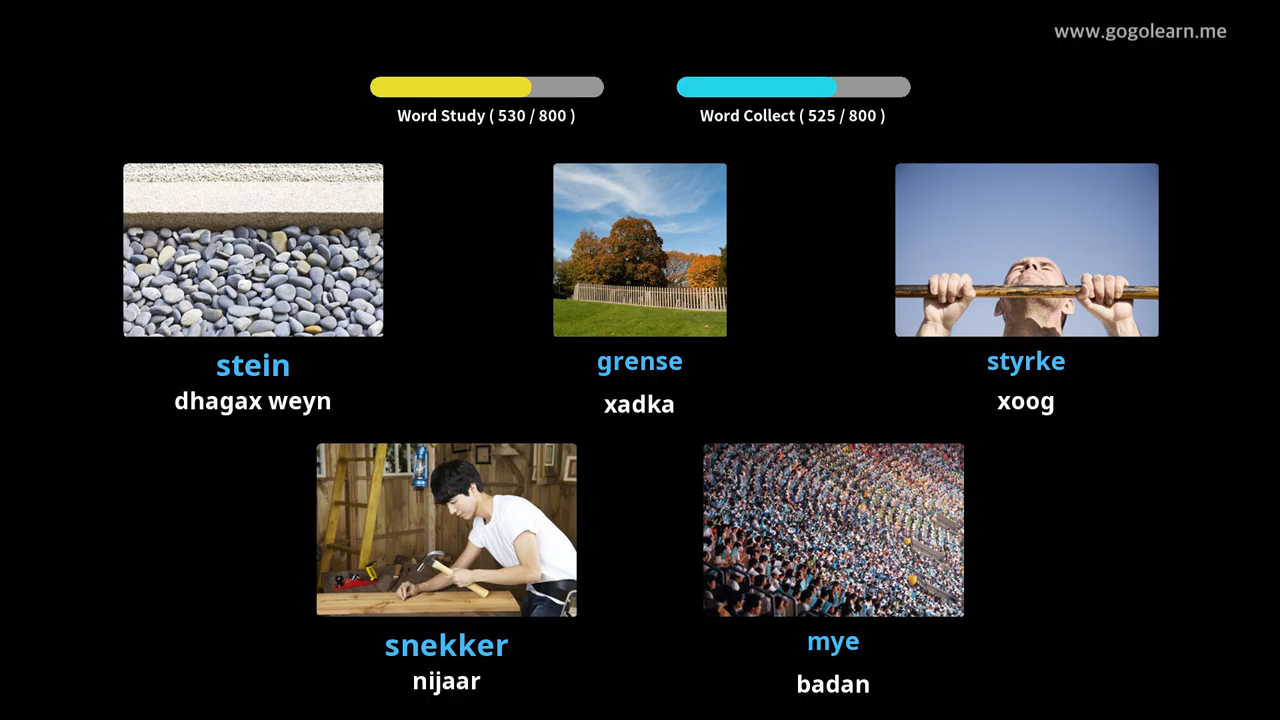 www.gogolearn.me
Word Study ( 530 / 800 )
Word Collect ( 525 / 800 )
stein
dhagax weyn
grense
xadka
styrke
xoog
snekker
nijaar
mye
badan